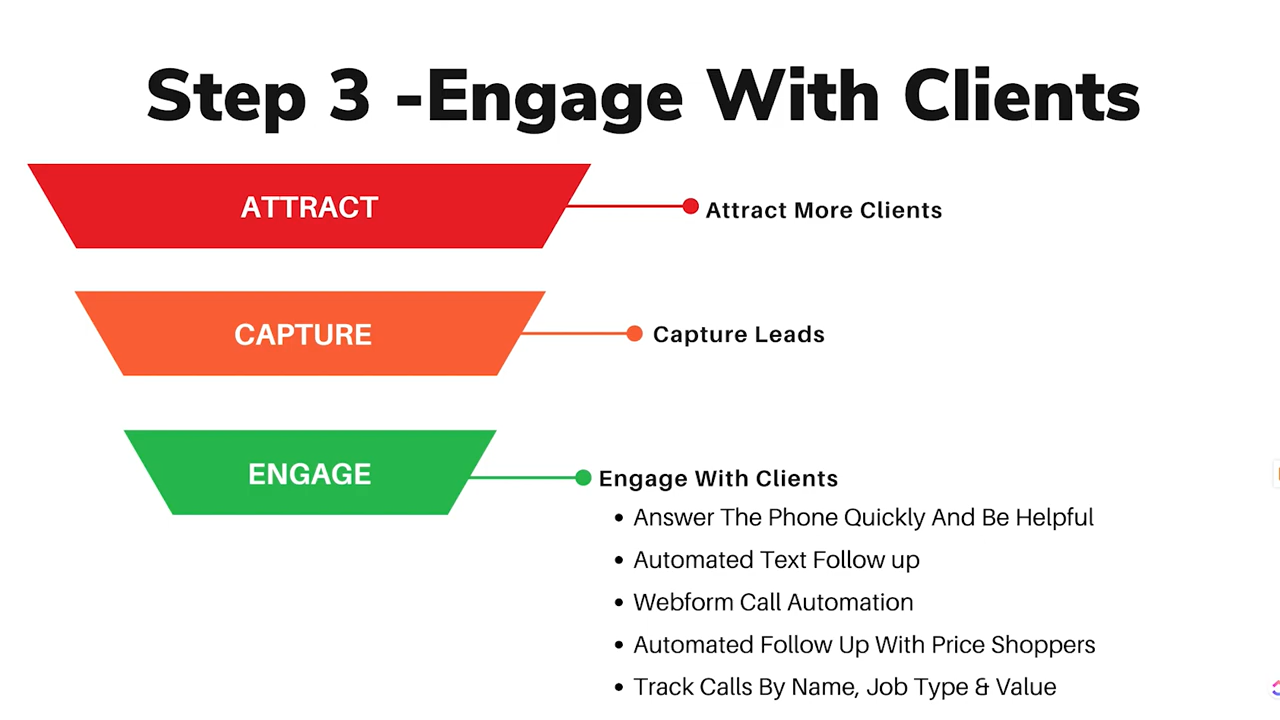 Step 3 -Engage With Clients
ATTRACT
Attract More Clients
CAPTURE
Capture Leads
ENGAGE
Engage With Clients
• Answer The Phone Quickly And Be Helpful
• Automated Text Follow up
• Webform Call Automation
• Automated Follow Up With Price Shoppers
• Track Calls By Name, Job Type & Value